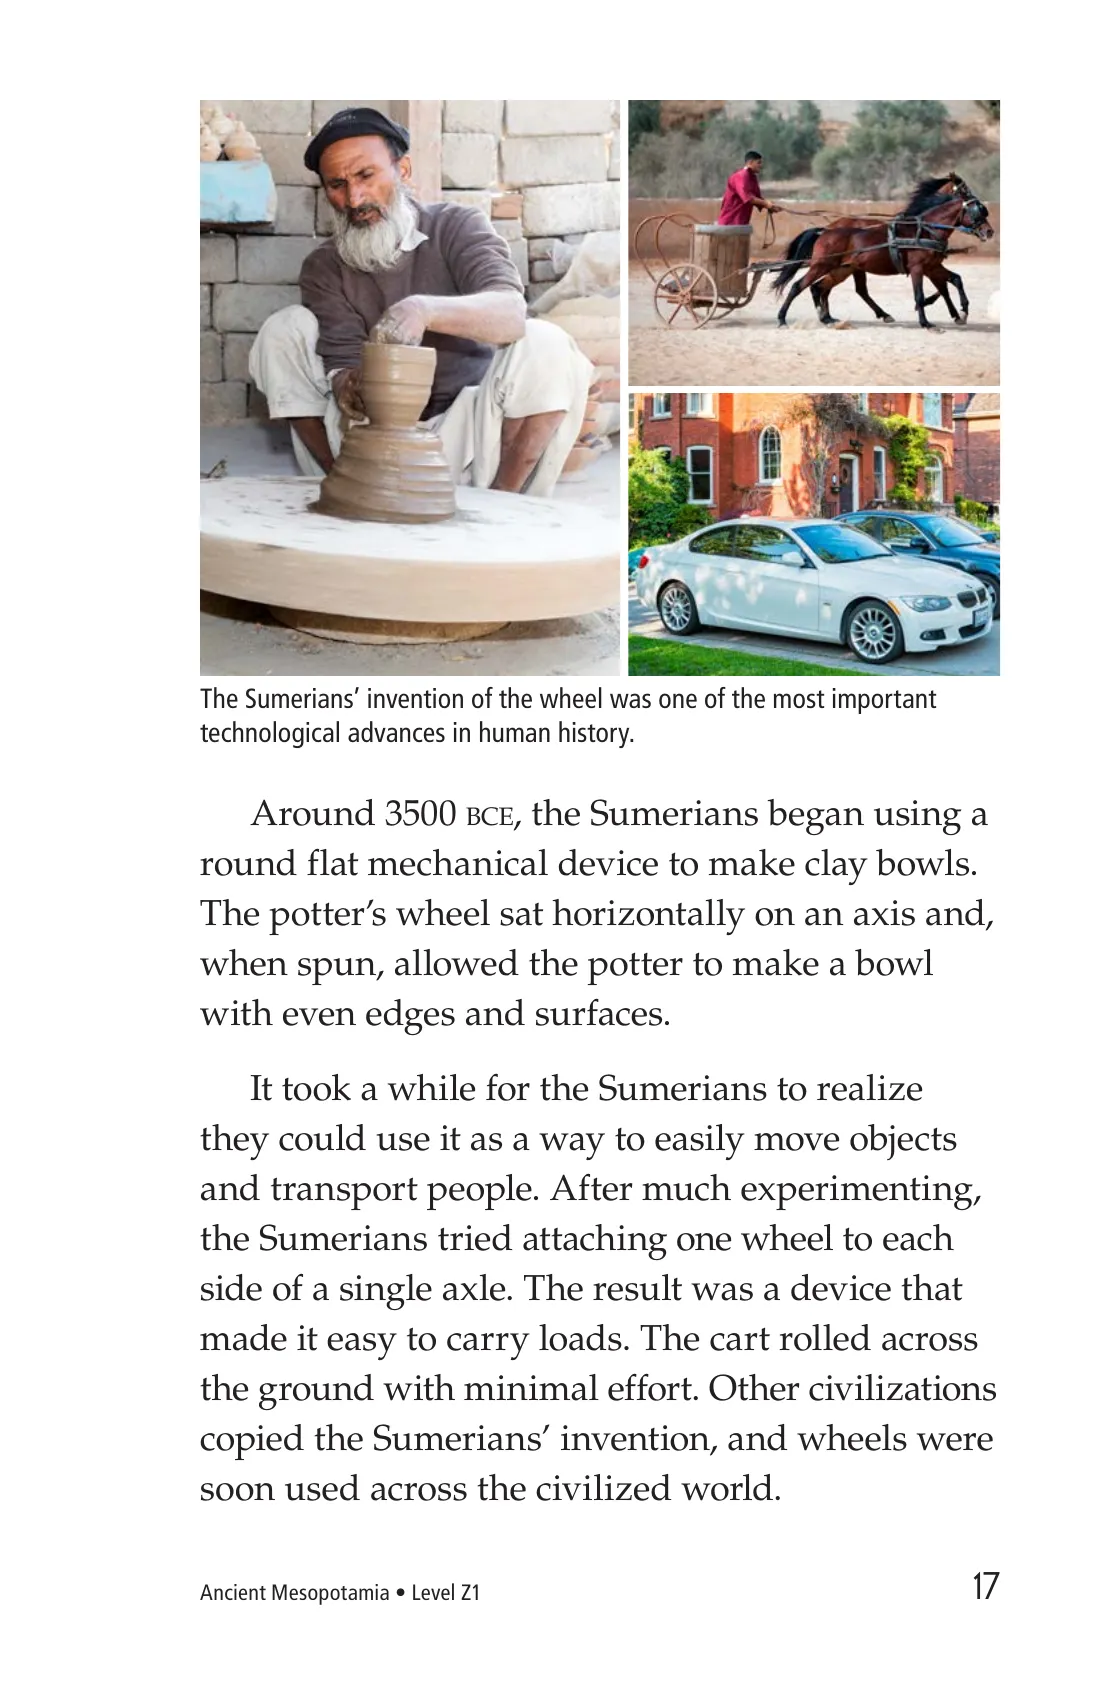 The Sumerians’ invention of the wheel was one of the most important
technological advances in human history.
Around 3500 BCE, the Sumerians began using a
round flat mechanical device to make clay bowls.
The potter’s wheel sat horizontally on an axis and,
when spun, allowed the potter to make a bowl
with even edges and surfaces.
It took a while for the Sumerians to realize
they could use it as a way to easily move objects
and transport people. After much experimenting,
the Sumerians tried attaching one wheel to each
side of a single axle. The result was a device that
made it easy to carry loads. The cart rolled across
the ground with minimal effort. Other civilizations
copied the Sumerians’ invention, and wheels were
soon used across the civilized world.
Ancient Mesopotamia • Level Z1
17